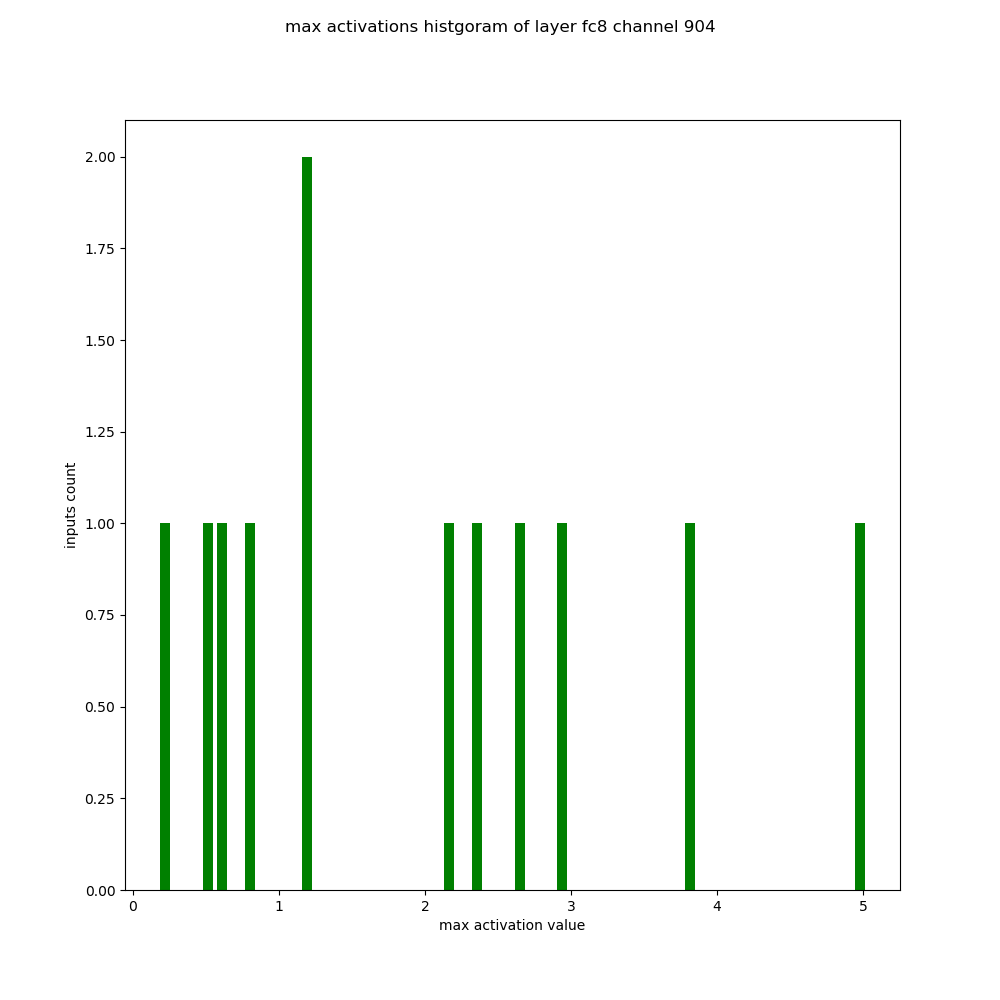 max activations histgoram of layer fc8 channel 904
2.00
1.75
1.50
1.25
1.00
0.75
0.50
0.25
0.00
inputs count
0 1 2 3 4 5
max activation value